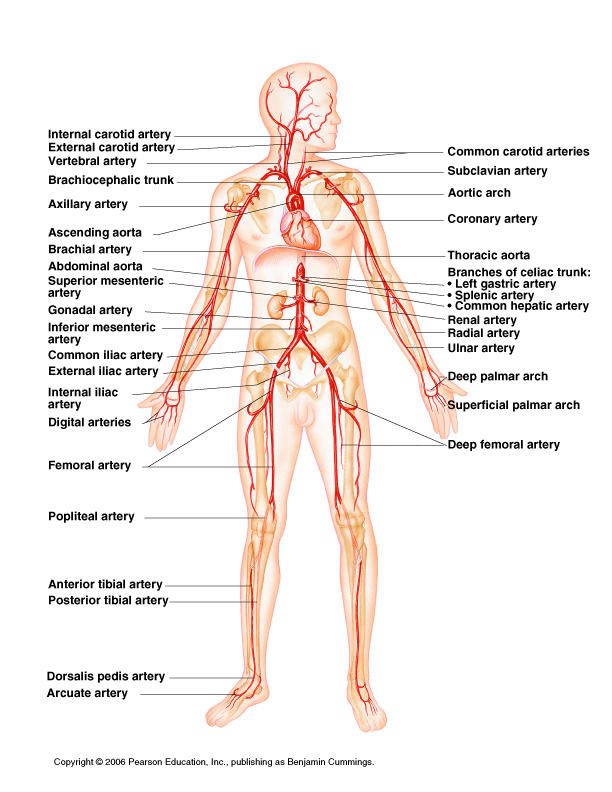 Internal carotid artery
External carotid artery
Vertebral artery
Brachiocephalic trunk
Axillary artery
Ascending aorta
Brachial artery
Abdominal aorta
Superior mesenteric
artery
Gonadal artery
Inferior mesenteric
artery
Common iliac artery
External iliac artery
Internal iliac
artery
Digital arteries
Femoral artery
Popliteal artery
Anterior tibial artery
Posterior tibial artery
Dorsalis pedis artery
Arcuate artery
Common carotid arteries
Subclavian artery
Aortic arch
Coronary artery
Thoracic aorta
Branches of celiac trunk:
• Left gastric artery
• Splenic artery
• Common hepatic artery
Renal artery
Radial artery
Ulnar artery
Deep palmar arch
Superficial palmar arch
Deep femoral artery
Copyright © 2006 Pearson Education, Inc., publishing as Benjamin Cummings.